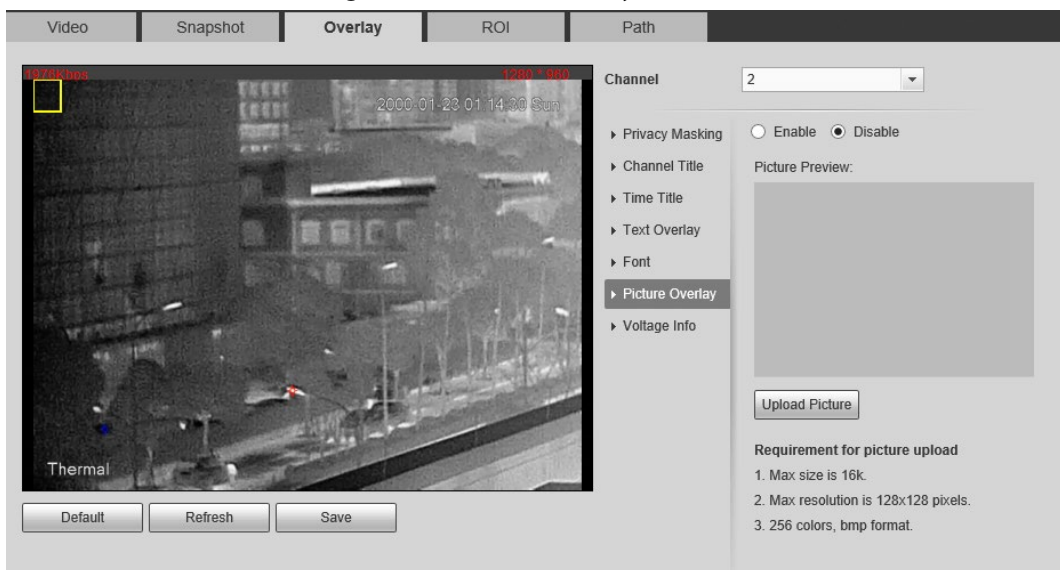 Video Snapshot Overlay ROI Path
1976Kbps 1280 * 960
2000-01-23 01:14:30 Sun
Thermal
Default Refresh Save
Channel 2
Privacy Masking
Channel Title
Time Title
Text Overlay
Font
Picture Overlay
Voltage Info
Enable Disable
Picture Preview:
Upload Picture
Requirement for picture upload
1. Max size is 16k.
2. Max resolution is 128x128 pixels.
3. 256 colors, bmp format.